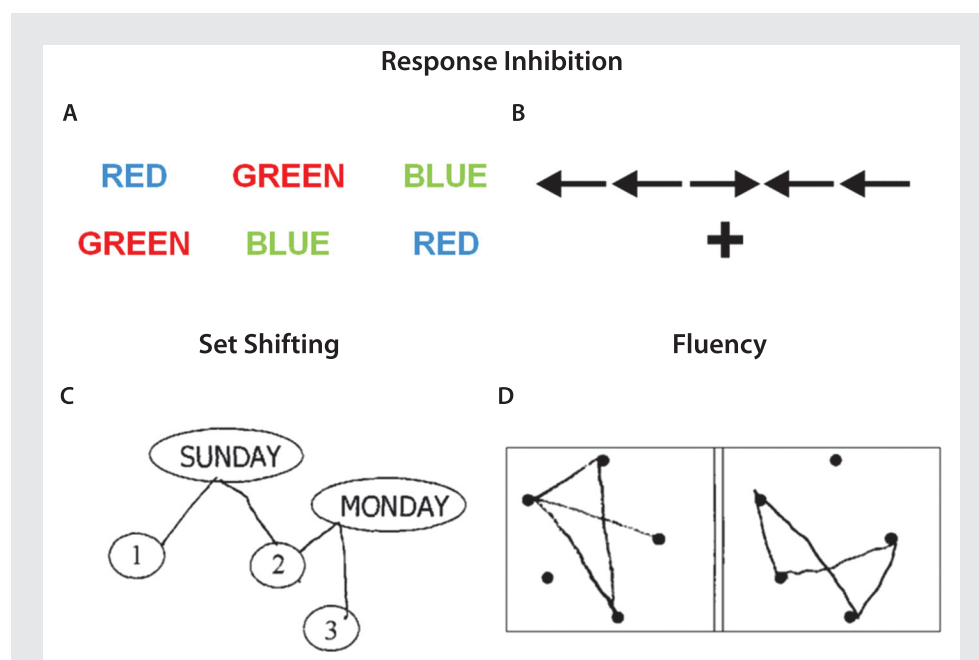 Response Inhibition
A
B
RED GREEN BLUE
GREEN BLUE RED
Set Shifting
Fluency
C
D
SUNDAY
MONDAY
1
2
3